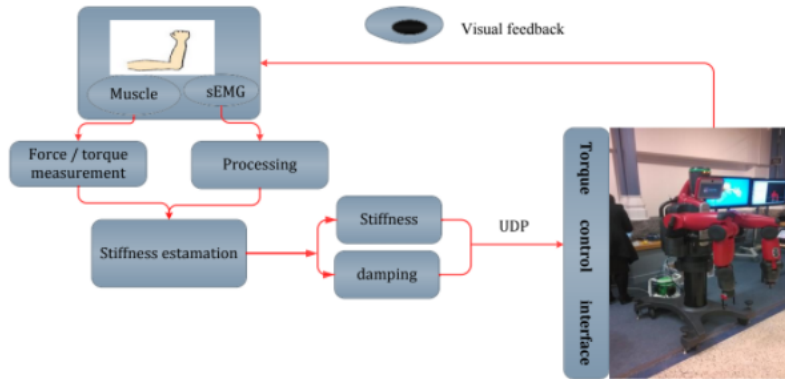 Visual feedback
Muscle
sEMG
Force / torque
measurement
Processing
Stiffness estamation
Stiffness
damping
UDP
Torque
control
interface